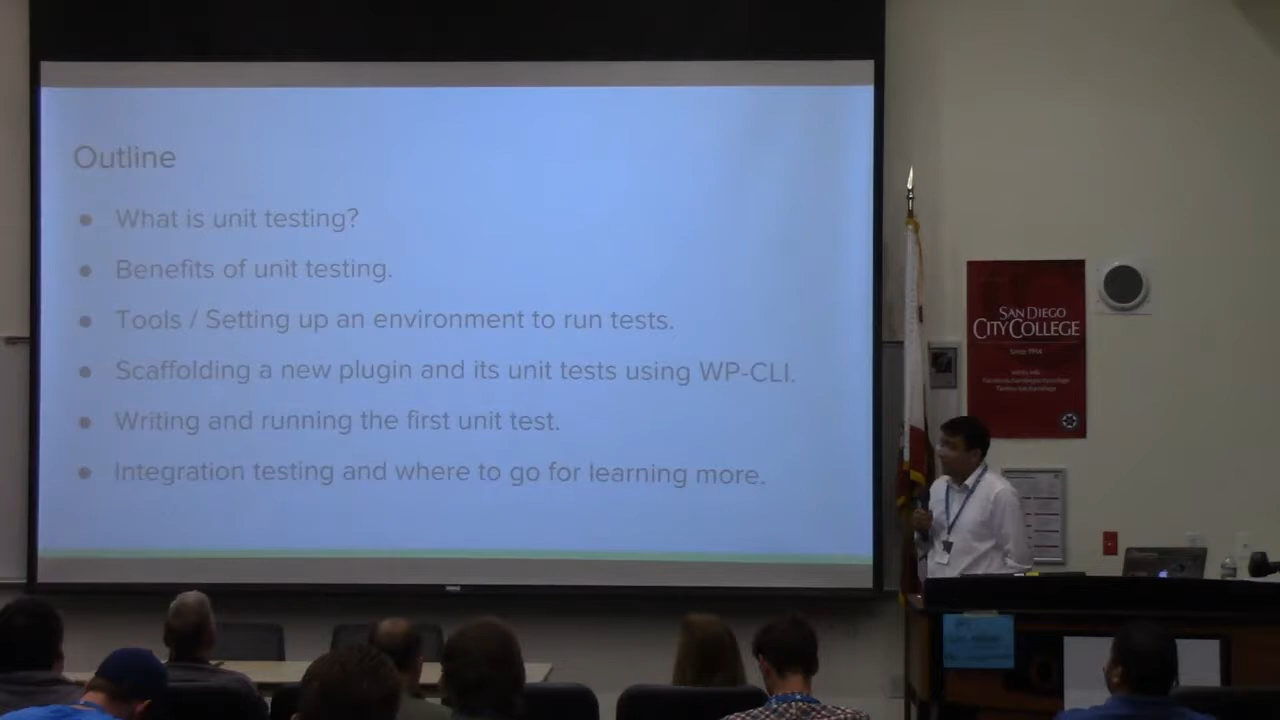 Outline
● What is unit testing?
● Benefits of unit testing.
● Tools / Setting up an environment to run tests.
● Scaffolding a new plugin and its unit tests using WP-CLI.
● Writing and running the first unit test.
● Integration testing and where to go for learning more.
SAN DIEGO
CITY COLLEGE
Since 1914